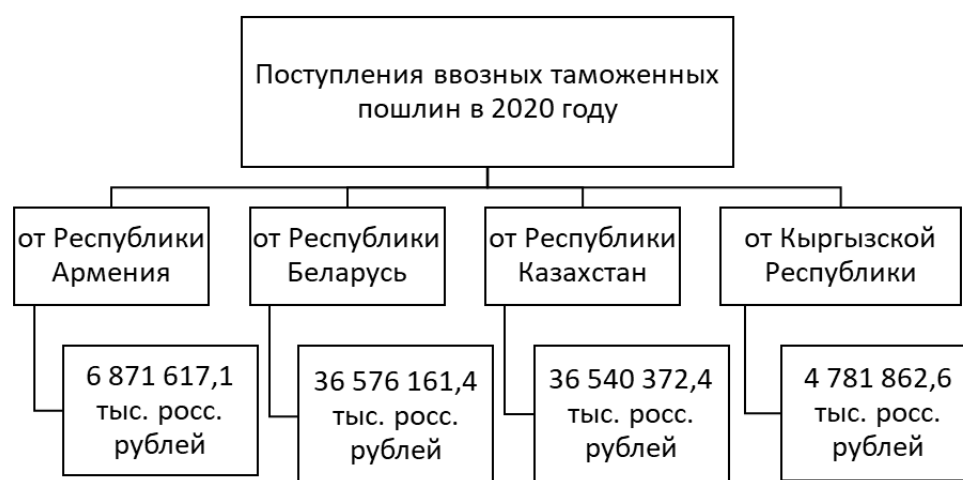 Поступления ввозных таможенных
пошлин в 2020 году
от Республики
Армения
от Республики
Беларусь
от Республики
Казахстан
от Кыргызской
Республики
6 871 617,1
тыс. росс.
рублей
36 576 161,4
тыс. росс.
рублей
36 540 372,4
тыс. росс.
рублей
4 781 862,6
тыс. росс.
рублей